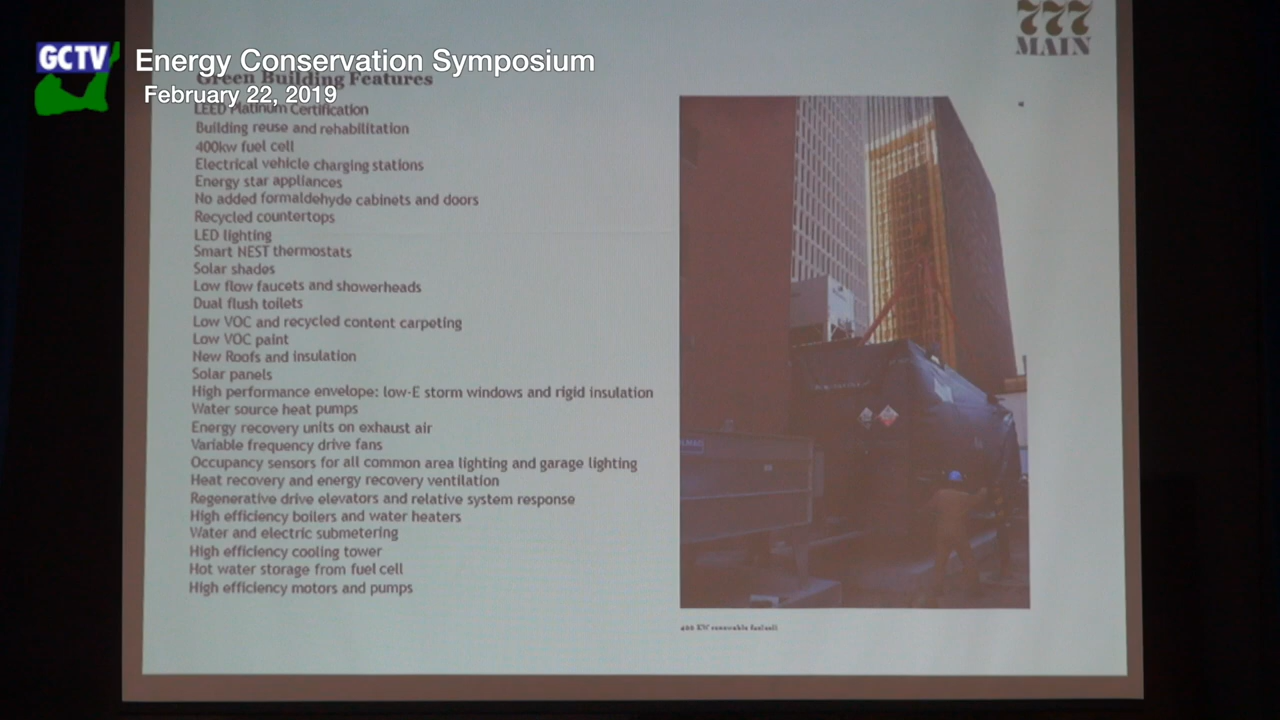 GCTV
Energy Conservation Symposium
February 22, 2019
777
MAIN
Green Building Features
LEED Platinum Certification
Building reuse and rehabilitation
400kw fuel cell
Electrical vehicle charging stations
Energy star appliances
No added formaldehyde cabinets and doors
Recycled countertops
LED lighting
Smart NEST thermostats
Solar shades
Low flow faucets and showerheads
Dual flush toilets
Low VOC and recycled content carpeting
Low VOC paint
New Roofs and insulation
Solar panels
High performance envelope: low-E storm windows and rigid insulation
Water source heat pumps
Energy recovery units on exhaust air
Variable frequency drive fans
Occupancy sensors for all common area lighting and garage lighting
Heat recovery and energy recovery ventilation
Regenerative drive elevators and relative system response
High efficiency boilers and water heaters
Water and electric submetering
High efficiency cooling tower
Hot water storage from fuel cell
High efficiency motors and pumps
400 KW renewable fuel cell